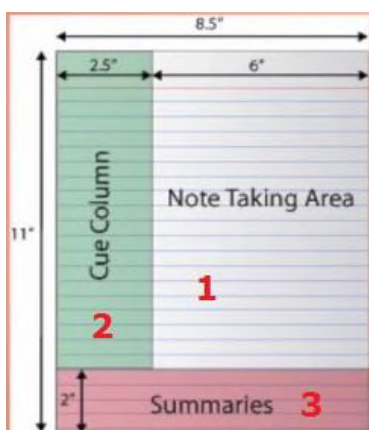 8.5"
2.5" 6"
11"
Cue Column
Note Taking Area
1
2
2"
Summaries 3